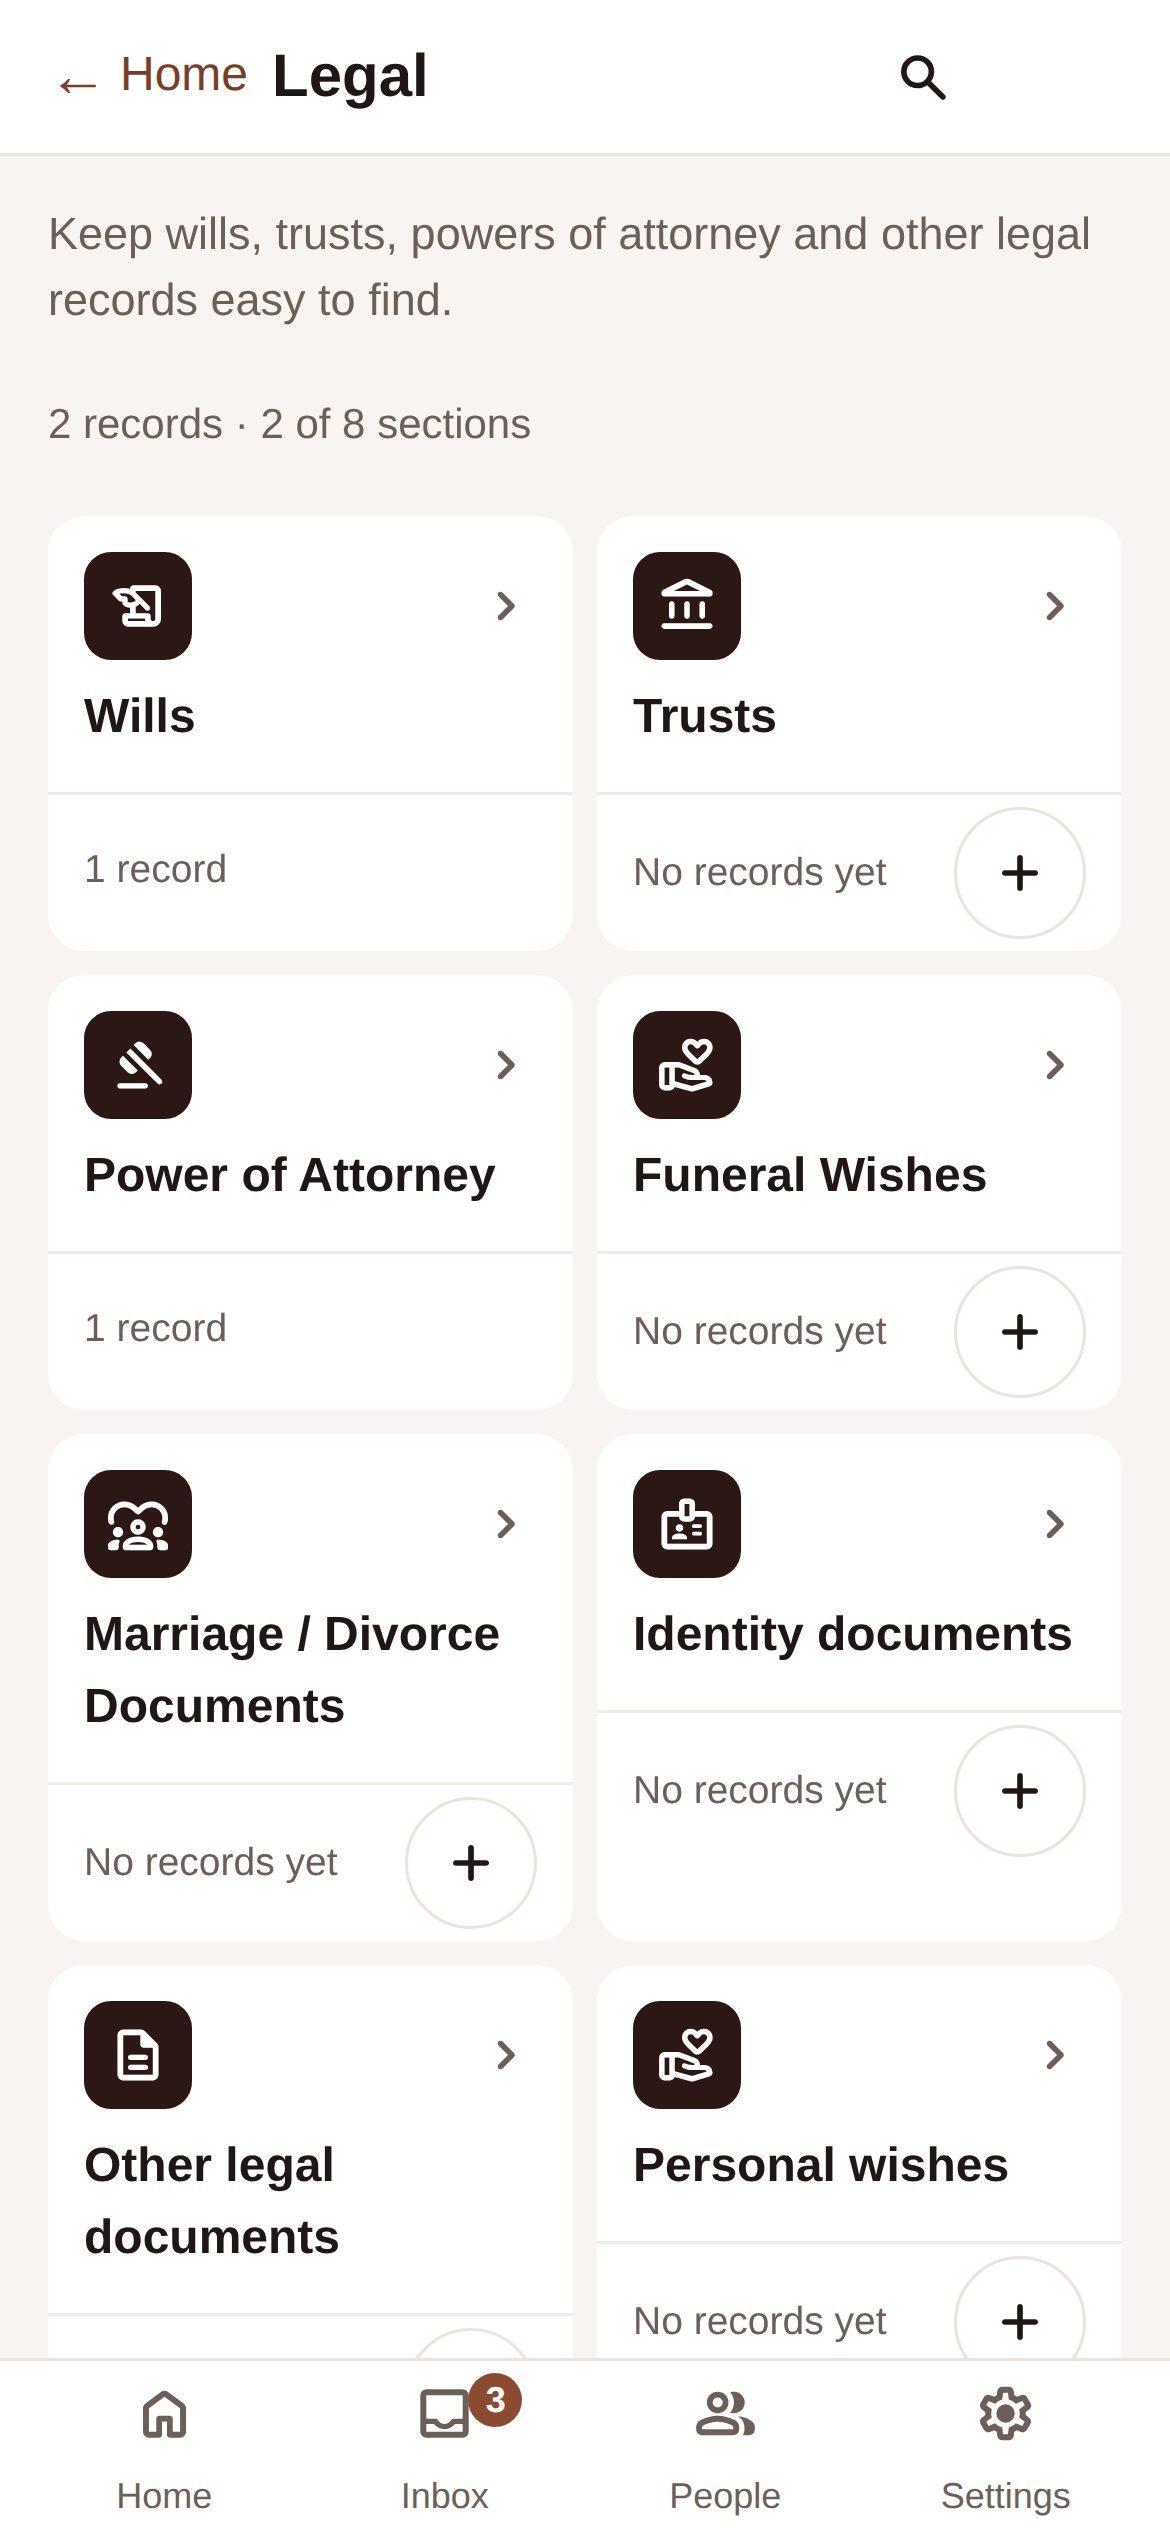 ← Home Legal
Keep wills, trusts, powers of attorney and other legal
records easy to find.
2 records · 2 of 8 sections
Wills
1 record
Trusts
No records yet
Power of Attorney
1 record
Funeral Wishes
No records yet
Marriage / Divorce
Documents
No records yet
Identity documents
No records yet
Other legal
documents
Personal wishes
No records yet
Home
3
Inbox
People
Settings